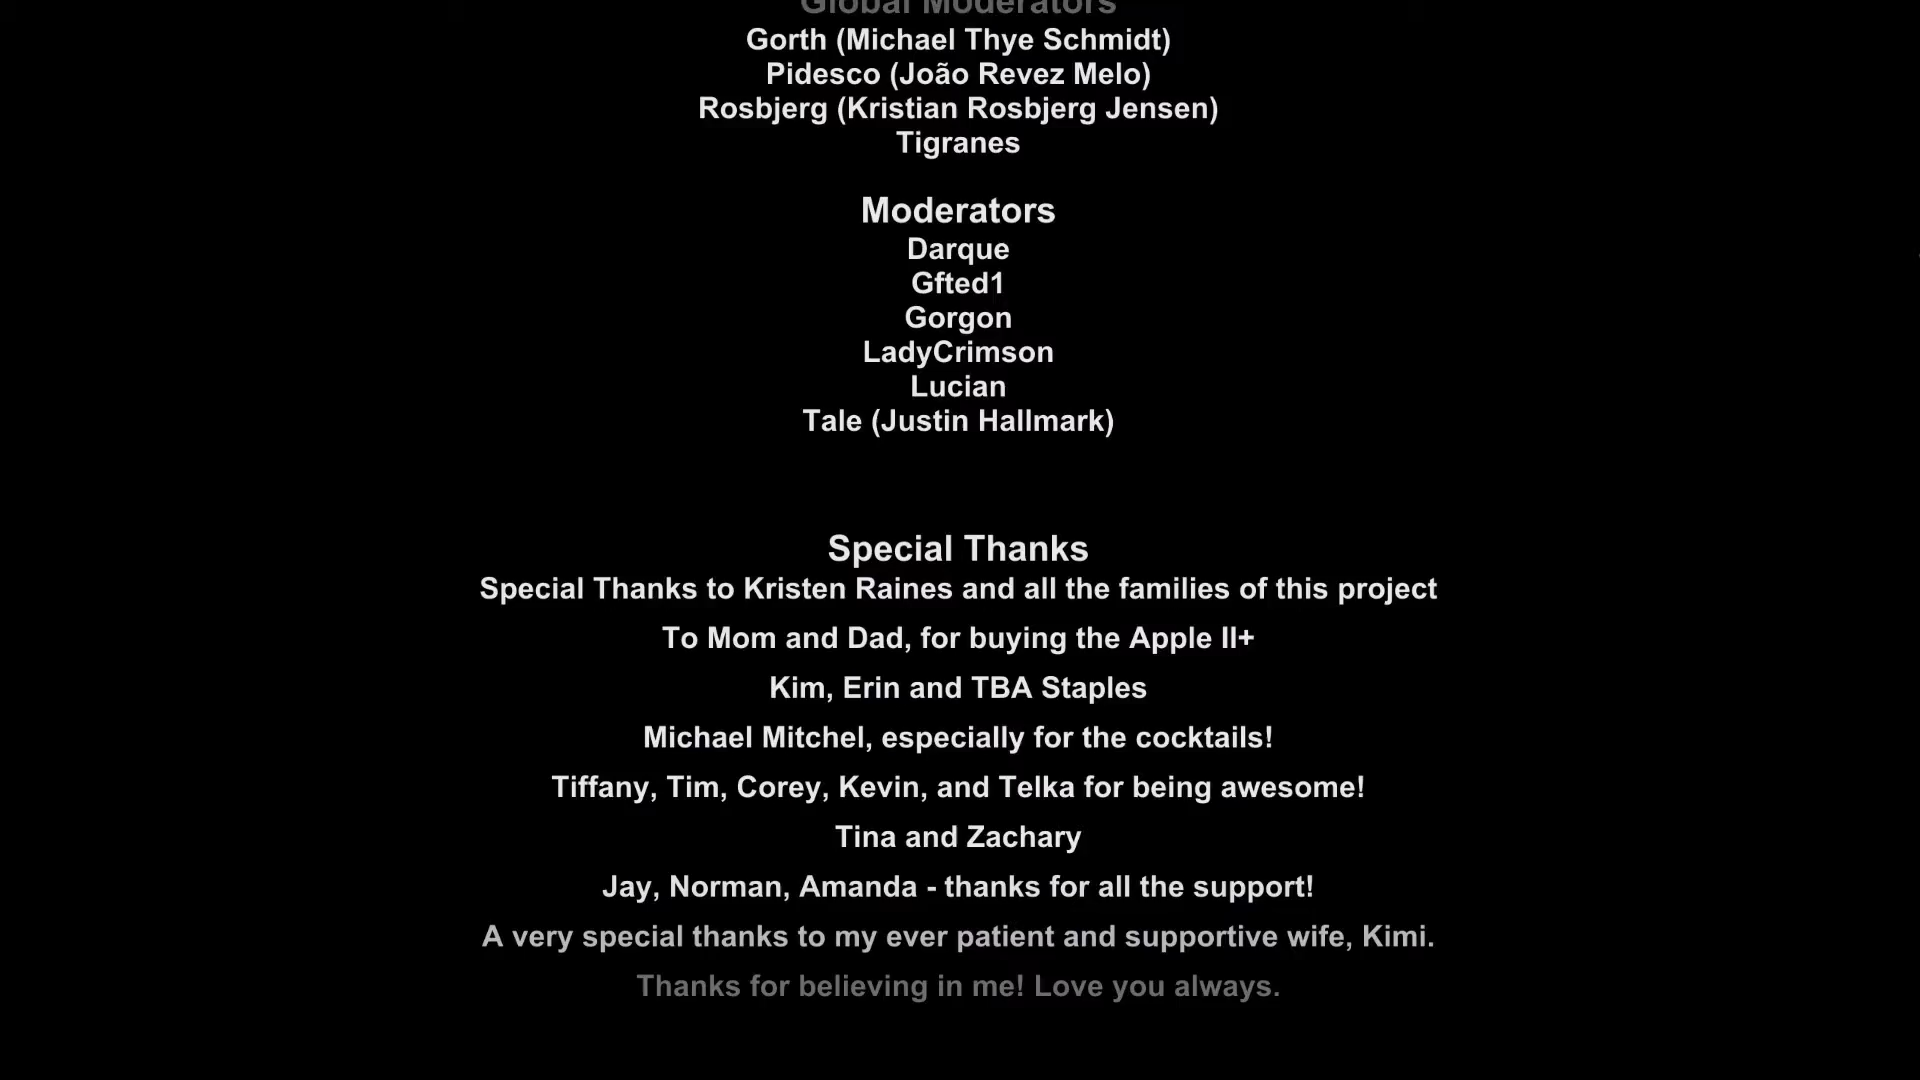 Global Moderators
Gorth (Michael Thye Schmidt)
Pidesco (João Revez Melo)
Rosbjerg (Kristian Rosbjerg Jensen)
Tigranes
Moderators
Darque
Gfted1
Gorgon
LadyCrimson
Lucian
Tale (Justin Hallmark)
Special Thanks
Special Thanks to Kristen Raines and all the families of this project
To Mom and Dad, for buying the Apple II+
Kim, Erin and TBA Staples
Michael Mitchel, especially for the cocktails!
Tiffany, Tim, Corey, Kevin, and Telka for being awesome!
Tina and Zachary
Jay, Norman, Amanda - thanks for all the support!
A very special thanks to my ever patient and supportive wife, Kimi.
Thanks for believing in me! Love you always.